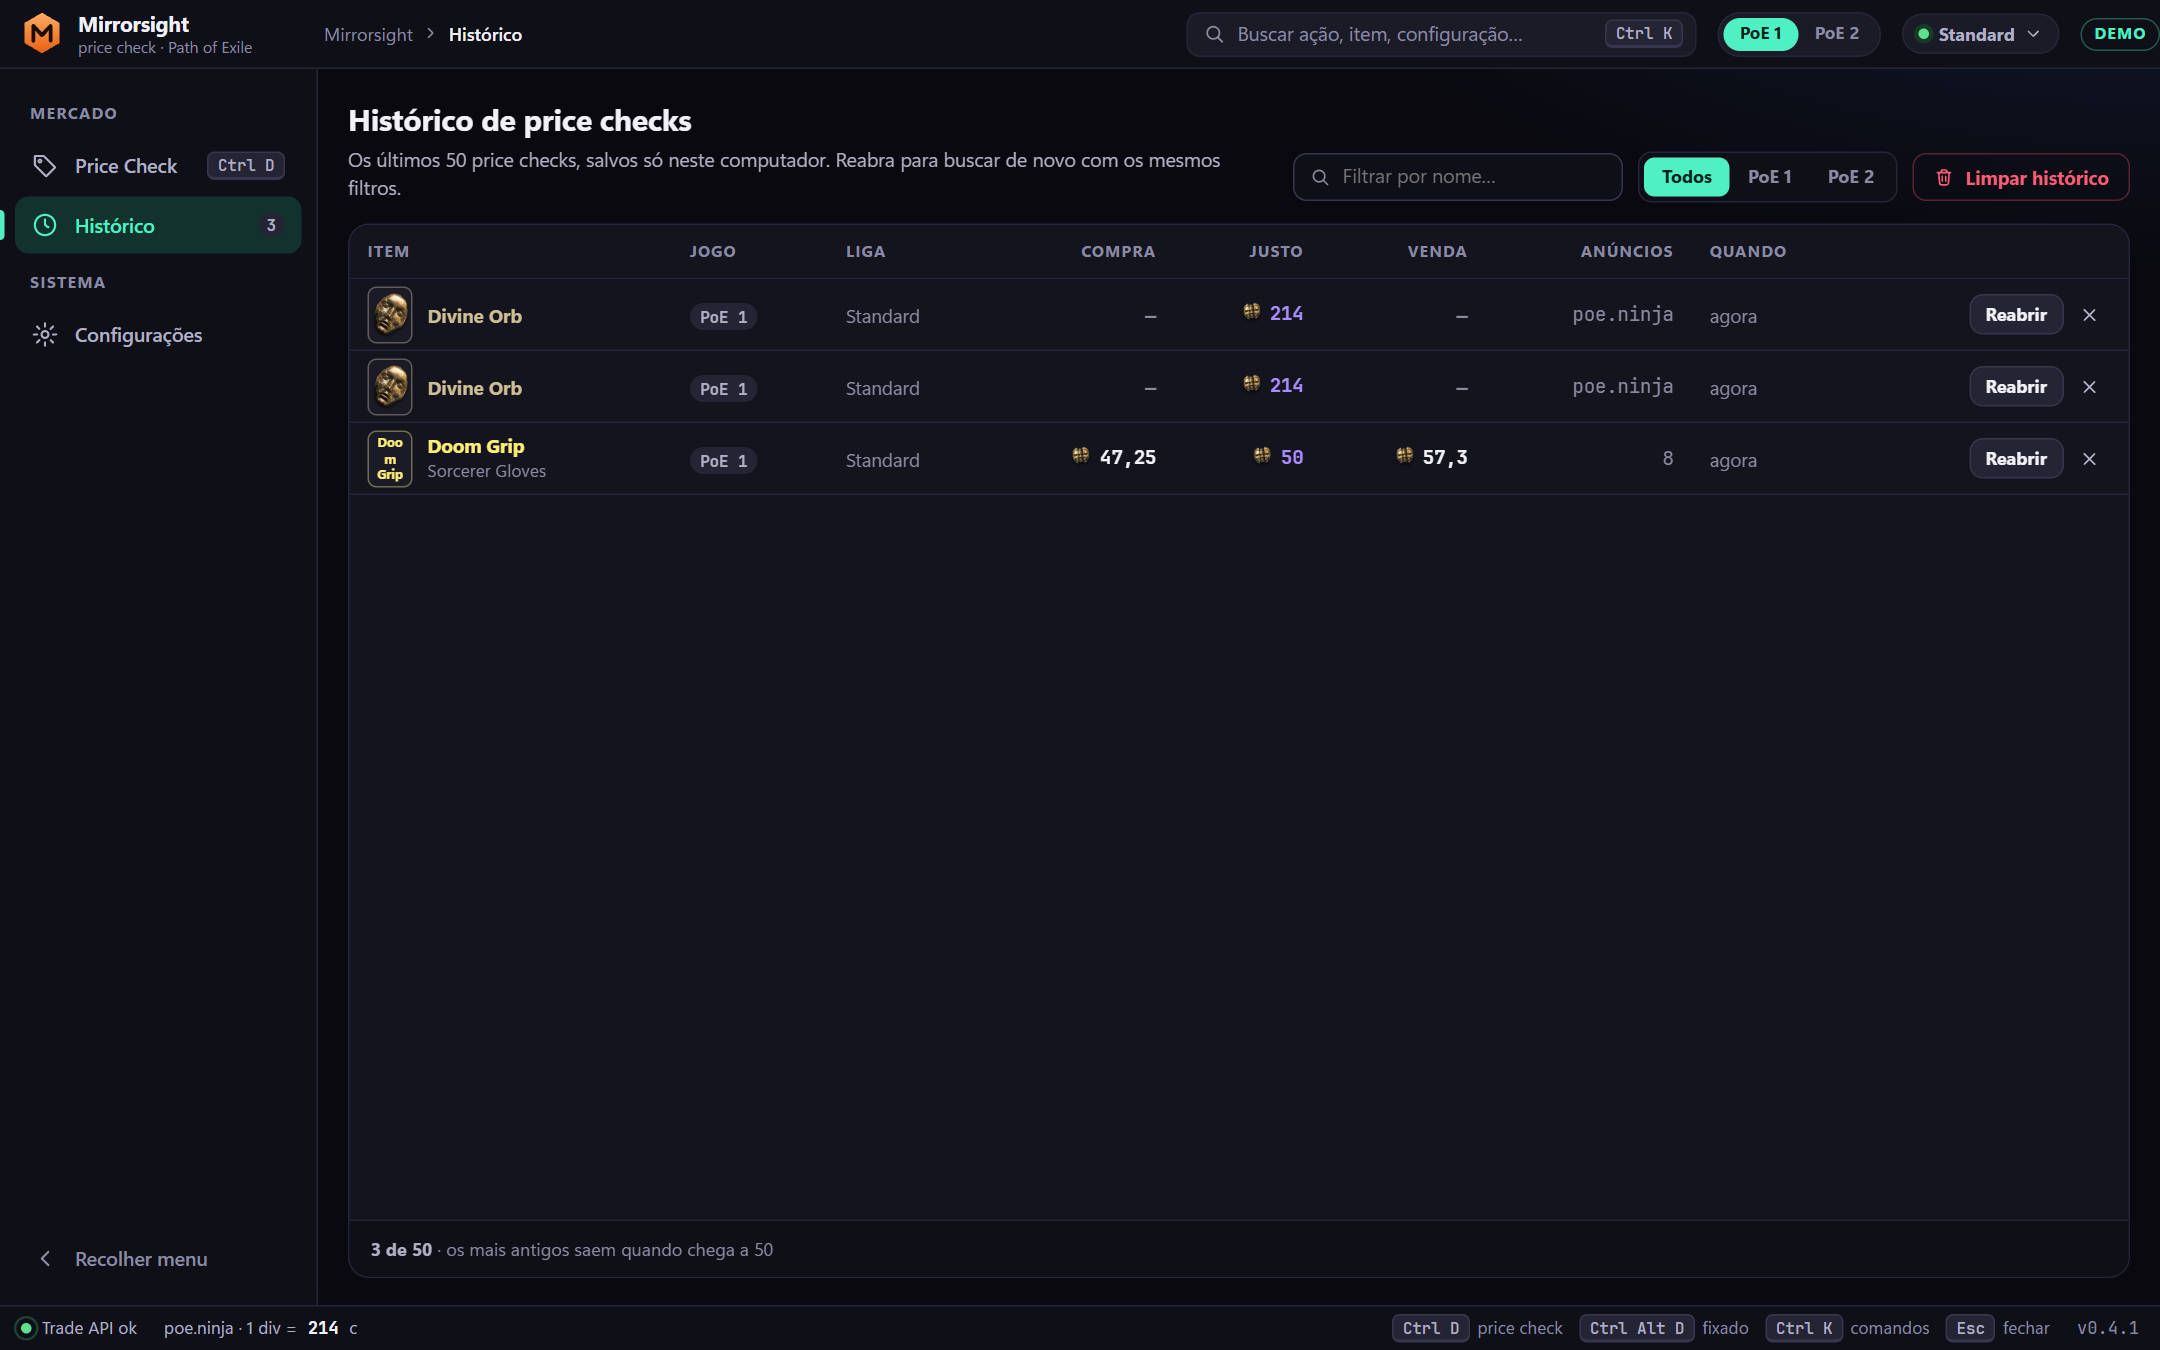 Mirrorsight
price check · Path of Exile
Mirrorsight > Histórico
Buscar ação, item, configuração...
Ctrl K
PoE 1
PoE 2
Standard
DEMO
MERCADO
Price Check
Ctrl D
Histórico
3
SISTEMA
Configurações
Recolher menu
Histórico de price checks
Os últimos 50 price checks, salvos só neste computador. Reabra para buscar de novo com os mesmos
filtros.
Filtrar por nome...
Todos
PoE 1
PoE 2
Limpar histórico
ITEM JOGO LIGA COMPRA JUSTO VENDA ANÚNCIOS QUANDO
Divine Orb PoE 1 Standard — 214 — poe.ninja agora Reabrir
Divine Orb PoE 1 Standard — 214 — poe.ninja agora Reabrir
Doo
m
Grip
Doom Grip
Sorcerer Gloves
PoE 1 Standard 47,25 50 57,3 8 agora Reabrir
3 de 50 · os mais antigos saem quando chega a 50
Trade API ok poe.ninja · 1 div = 214 c
Ctrl D price check Ctrl Alt D fixado Ctrl K comandos Esc fechar v0.4.1